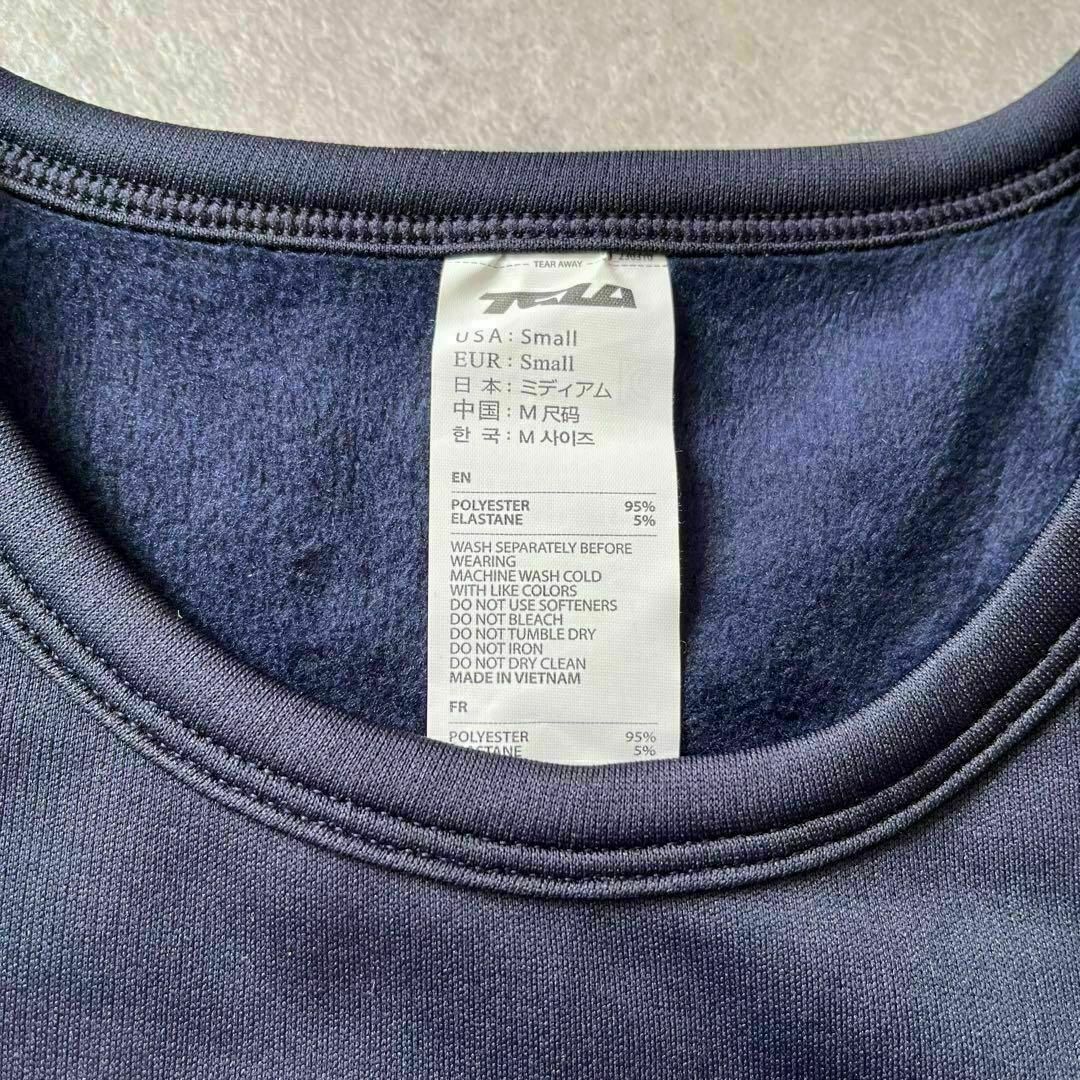 TEAR AWAY
230310
TSLA
USA: Small
EUR: Small
日本: ミディアム
中国: M 尺码
한국: M 사이즈
EN
POLYESTER 95%
ELASTANE 5%
WASH SEPARATELY BEFORE
WEARING
MACHINE WASH COLD
WITH LIKE COLORS
DO NOT USE SOFTENERS
DO NOT BLEACH
DO NOT TUMBLE DRY
DO NOT IRON
DO NOT DRY CLEAN
MADE IN VIETNAM
FR
POLYESTER 95%
ELASTANE 5%